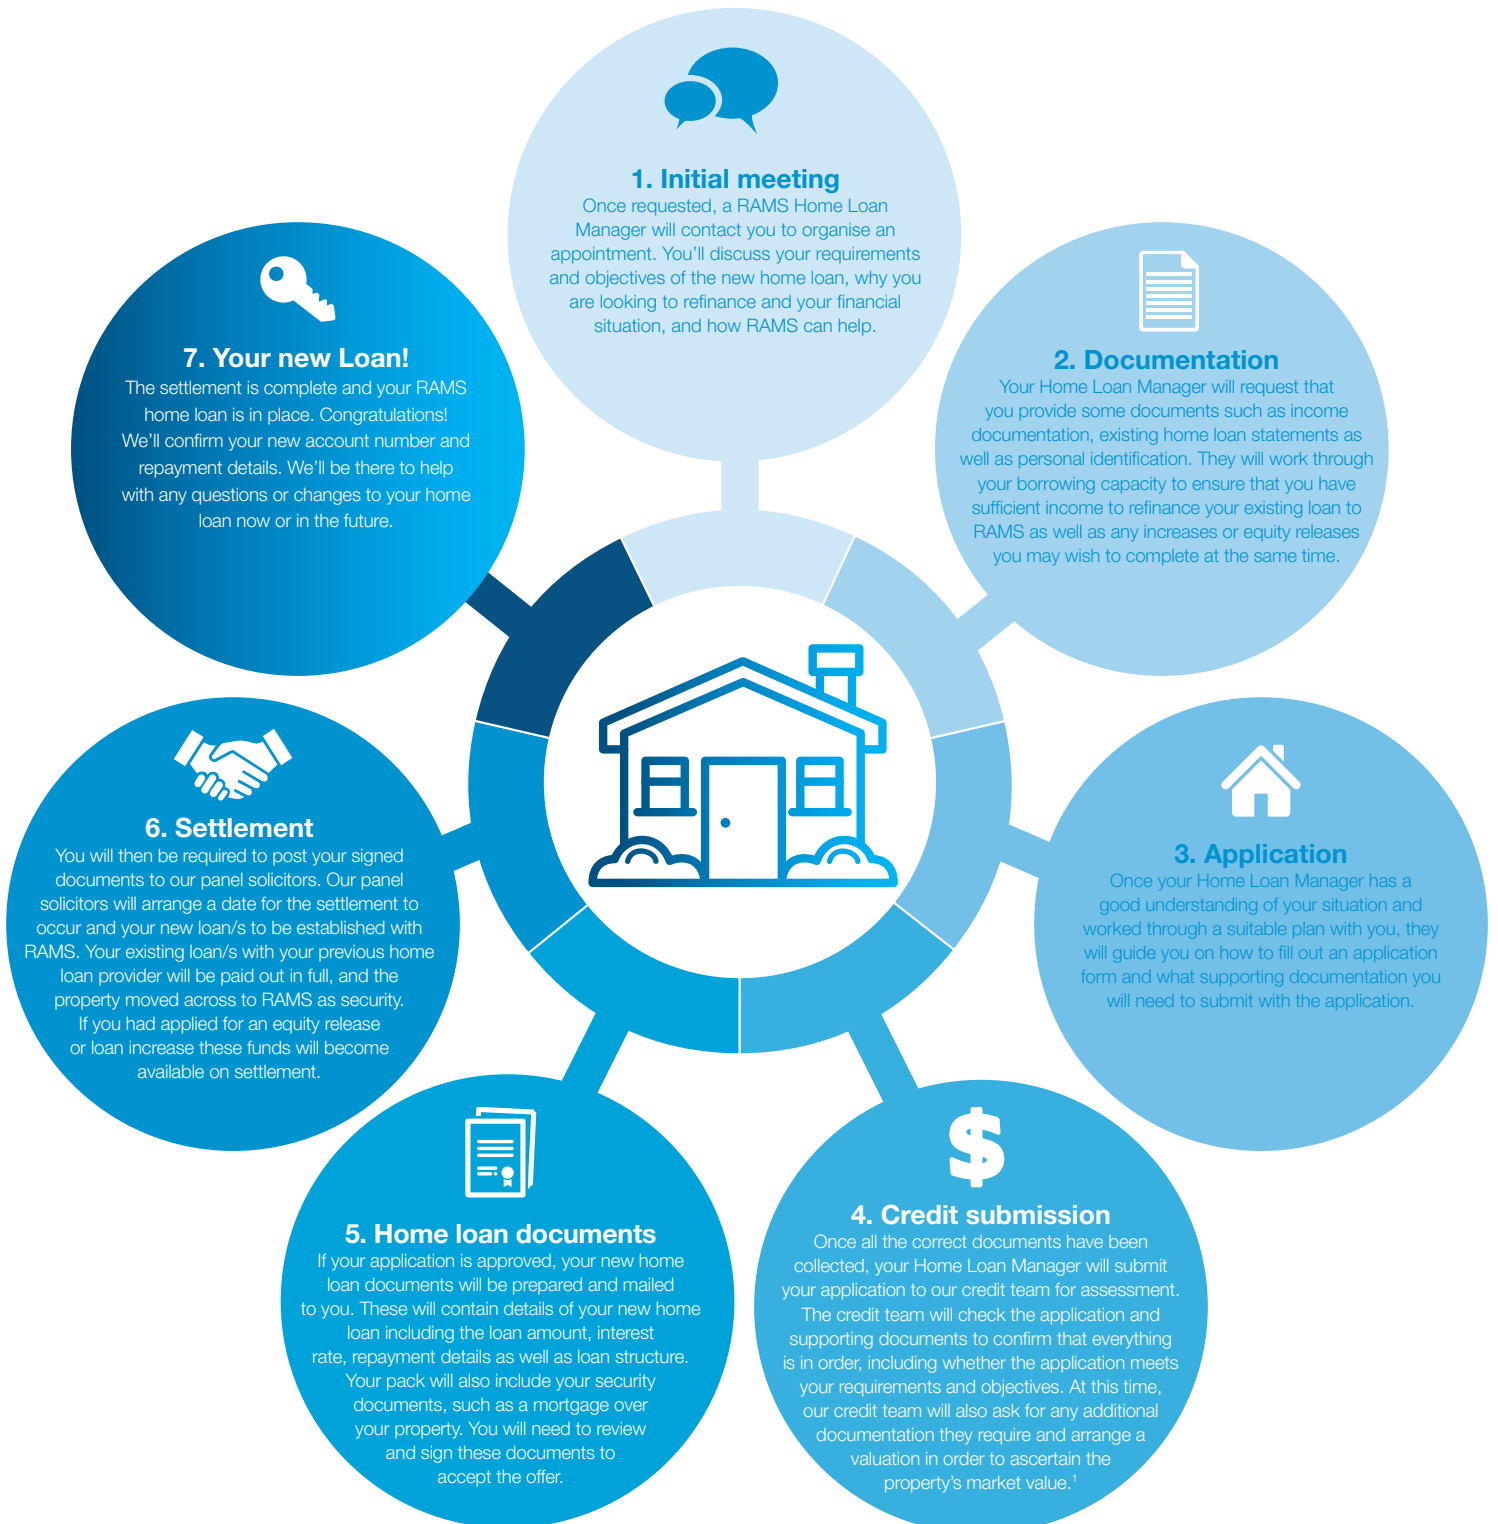 1. Initial meeting
Once requested, a RAMS Home Loan
Manager will contact you to organise an
appointment. You'll discuss your requirements
and objectives of the new home loan, why you
are looking to refinance and your financial
situation, and how RAMS can help.
2. Documentation
Your Home Loan Manager will request that
you provide some documents such as income
documentation, existing home loan statements as
well as personal identification. They will work through
your borrowing capacity to ensure that you have
sufficient income to refinance your existing loan to
RAMS as well as any increases or equity releases
you may wish to complete at the same time.
3. Application
Once your Home Loan Manager has a
good understanding of your situation and
worked through a suitable plan with you, they
will guide you on how to fill out an application
form and what supporting documentation you
will need to submit with the application.
4. Credit submission
Once all the correct documents have been
collected, your Home Loan Manager will submit
your application to our credit team for assessment.
The credit team will check the application and
supporting documents to confirm that everything
is in order, including whether the application meets
your requirements and objectives. At this time,
our credit team will also ask for any additional
documentation they require and arrange a
valuation in order to ascertain the
property's market value.¹
5. Home loan documents
If your application is approved, your new home
loan documents will be prepared and mailed
to you. These will contain details of your new home
loan including the loan amount, interest
rate, repayment details as well as loan structure.
Your pack will also include your security
documents, such as a mortgage over
your property. You will need to review
and sign these documents to
accept the offer.
6. Settlement
You will then be required to post your signed
documents to our panel solicitors. Our panel
solicitors will arrange a date for the settlement to
occur and your new loan/s to be established with
RAMS. Your existing loan/s with your previous home
loan provider will be paid out in full, and the
property moved across to RAMS as security.
If you had applied for an equity release
or loan increase these funds will become
available on settlement.
7. Your new Loan!
The settlement is complete and your RAMS
home loan is in place. Congratulations!
We'll confirm your new account number and
repayment details. We'll be there to help
with any questions or changes to your home
loan now or in the future.
$